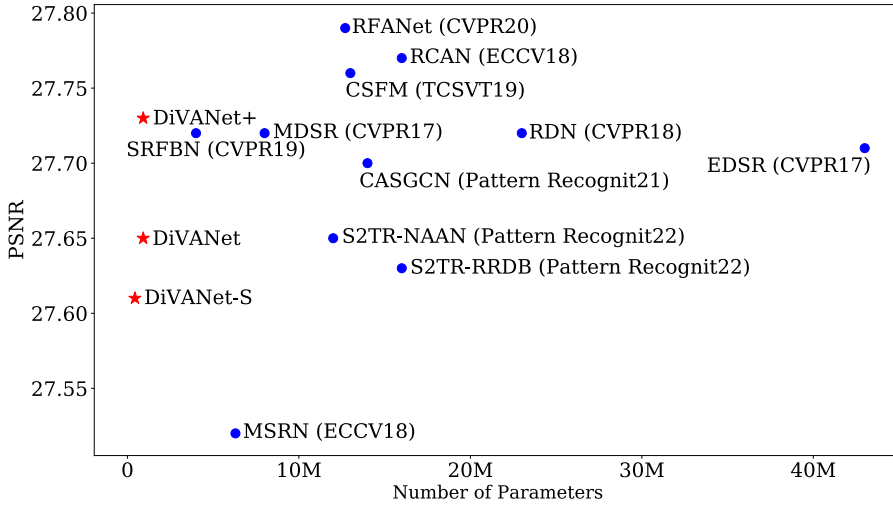 27.80
27.75
27.70
27.65
27.60
27.55
PSNR
RFANet (CVPR20)
RCAN (ECCV18)
CSFM (TCSVT19)
DiVANet+
MDSR (CVPR17)
RDN (CVPR18)
SRFBN (CVPR19)
EDSR (CVPR17)
CASGCN (Pattern Recognit21)
DiVANet
S2TR-NAAN (Pattern Recognit22)
S2TR-RRDB (Pattern Recognit22)
DiVANet-S
MSRN (ECCV18)
0
10M
20M
30M
40M
Number of Parameters